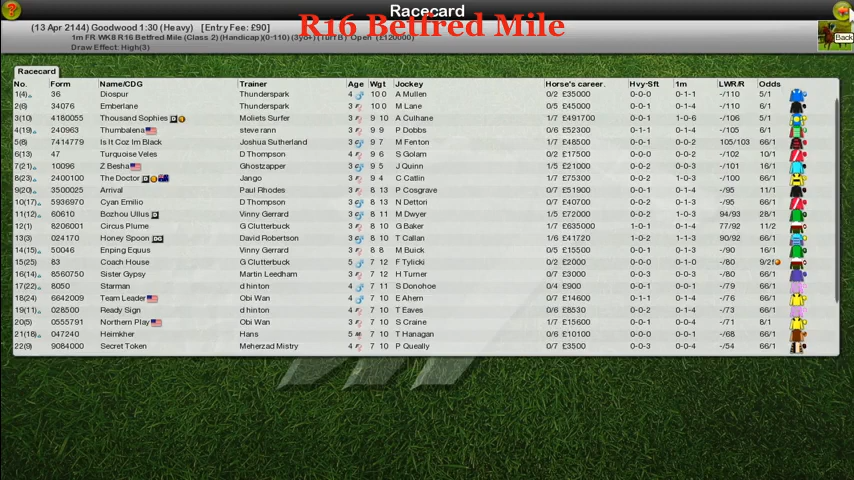 Racecard
(13 Apr 2144) Goodwood 1:30 (Heavy) [Entry Fee: £90]
R16 Betfred Mile
1m FR WK8 R16 Betfred Mile (Class 2) (Handicap) (0-110) (3yo+) (Turf B) Open (£120000)
Draw Effect: High(3)
Back
Racecard
No. Form Name/CDG Trainer Age Wgt Jockey Horse's career. Hvy-Sft 1m LWR/R Odds
1(4) 36 Diospur Thunderspark 4 10 0 A Mullen 0/2 £35000 0-0-0 0-1-1 -/110 5/1
2(6) 34076 Emberlane Thunderspark 3 10 0 M Lane 0/5 £45000 0-0-1 0-1-4 -/110 6/1
3(10) 4180055 Thousand Sophies D Moliets Surfer 3 9 10 A Culhane 1/7 £491700 0-0-1 1-0-6 -/106 5/1
4(19) 240963 Thumbalena steve rann 3 9 9 P Dobbs 0/6 £52300 0-1-1 0-1-4 -/105 6/1
5(8) 7414779 Is It Coz Im Black Joshua Sutherland 3 9 7 M Fenton 1/7 £48500 0-0-1 0-0-2 105/103 66/1
6(13) 47 Turquoise Veles D Thompson 4 9 6 S Golam 0/2 £17500 0-0-0 0-0-2 -/102 10/1
7(21) 10096 Z Besha Ghostzapper 3 9 5 J Quinn 1/5 £21000 0-0-2 0-0-3 -/101 16/1
8(23) 2400100 The Doctor D Jango 3 9 4 C Catlin 1/7 £75300 0-0-2 1-0-3 -/100 66/1
9(20) 3500025 Arrival Paul Rhodes 3 8 13 P Cosgrave 0/7 £51900 0-0-1 0-1-4 -/95 11/1
10(17) 5936970 Cyan Emilio D Thompson 3 8 13 N Dettori 0/7 £40700 0-0-2 0-1-3 -/95 66/1
11(12) 60610 Bozhou Ullus D Vinny Gerrard 3 8 11 M Dwyer 1/5 £72000 0-0-2 1-0-3 94/93 28/1
12(1) 8206001 Circus Plume G Clutterbuck 3 8 10 G Baker 1/7 £635000 1-0-1 0-1-4 77/92 11/2
13(3) 024170 Honey Spoon David Robertson 3 8 10 T Callan 1/6 £41720 1-0-2 1-1-3 90/92 66/1
14(15) 50046 Enping Equus Vinny Gerrard 3 8 8 M Buick 0/5 £15500 0-0-1 0-1-3 -/90 16/1
15(25) 83 Coach House G Clutterbuck 5 7 12 F Tylicki 0/2 £2000 0-0-0 0-1-0 -/80 9/2f
16(14) 8560750 Sister Gypsy Martin Leedham 3 7 12 H Turner 0/7 £3000 0-0-3 0-0-4 -/80 66/1
17(22) 8050 Starman d hinton 4 7 11 S Donohoe 0/4 £900 0-0-1 0-0-1 -/79 66/1
18(24) 6642009 Team Leader Obi Wan 4 7 10 E Ahern 0/7 £14600 0-1-1 0-1-4 -/76 66/1
19(11) 028500 Ready Sign d hinton 4 7 10 T Eaves 0/6 £8530 0-0-2 0-1-4 -/73 66/1
20(5) 0555791 Northern Play Obi Wan 3 7 10 S Craine 1/7 £15600 0-0-1 0-0-4 -/71 8/1
21(18) 047240 Heimkher Hans 5 7 10 T Hanagan 0/6 £10100 0-0-0 0-0-1 -/68 66/1
22(9) 9084000 Secret Token Meherzad Mistry 4 7 10 P Queally 0/7 £3500 0-0-3 0-0-2 -/54 66/1